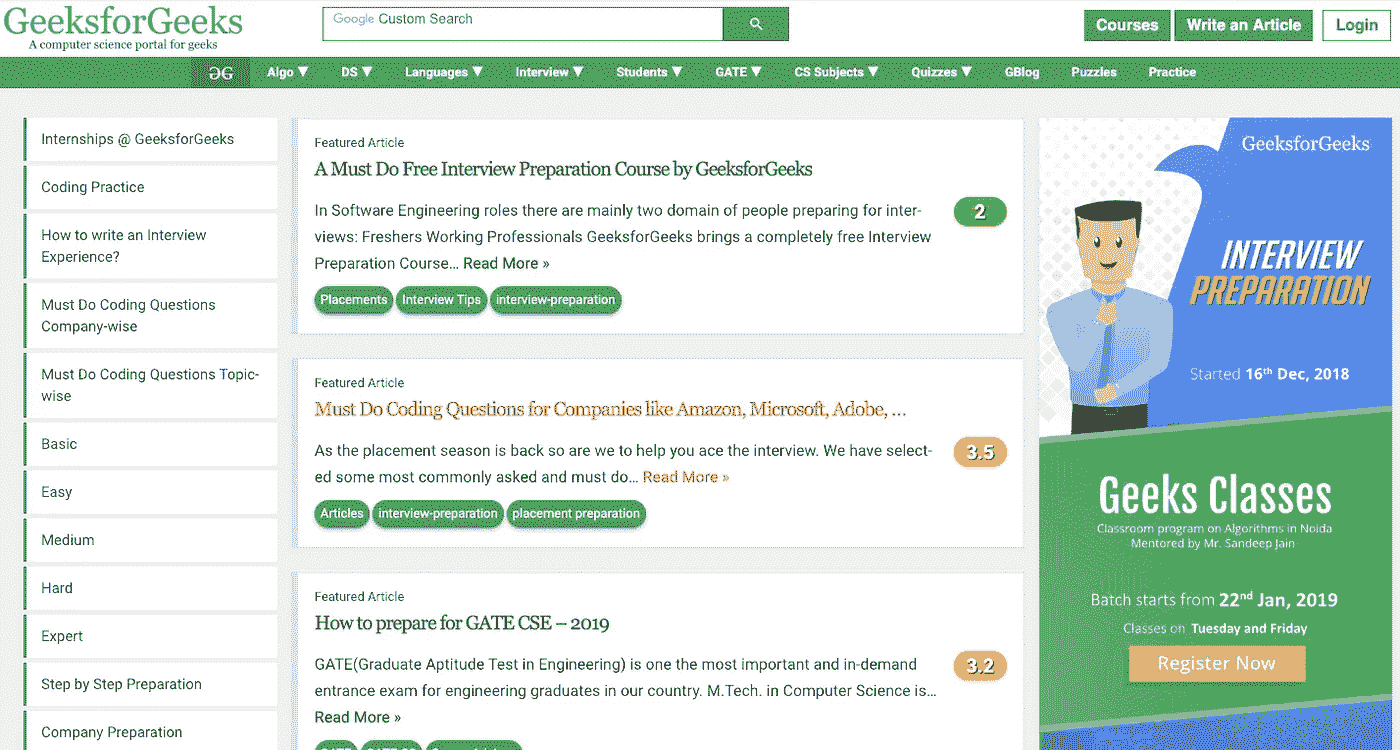 GeeksforGeeks
A computer science portal for geeks
Google Custom Search
Courses
Write an Article
Login
GG
Algo ▼
DS ▼
Languages ▼
Interview ▼
Students ▼
GATE ▼
CS Subjects ▼
Quizzes ▼
GBlog
Puzzles
Practice
Internships @ GeeksforGeeks
Coding Practice
How to write an Interview
Experience?
Must Do Coding Questions
Company-wise
Must Do Coding Questions Topic-
wise
Basic
Easy
Medium
Hard
Expert
Step by Step Preparation
Company Preparation
Featured Article
A Must Do Free Interview Preparation Course by GeeksforGeeks
In Software Engineering roles there are mainly two domain of people preparing for inter-
views: Freshers Working Professionals GeeksforGeeks brings a completely free Interview
Preparation Course... Read More »
2
Placements
Interview Tips
interview-preparation
Featured Article
Must Do Coding Questions for Companies like Amazon, Microsoft, Adobe, ...
As the placement season is back so are we to help you ace the interview. We have select-
ed some most commonly asked and must do... Read More »
3.5
Articles
interview-preparation
placement preparation
Featured Article
How to prepare for GATE CSE – 2019
GATE(Graduate Aptitude Test in Engineering) is one the most important and in-demand
entrance exam for engineering graduates in our country. M.Tech. in Computer Science is...
Read More »
3.2
GeeksforGeeks
INTERVIEW
PREPARATION
Started 16th Dec, 2018
Geeks Classes
Classroom program on Algorithms in Noida
Mentored by Mr. Sandeep Jain
Batch starts from 22nd Jan, 2019
Classes on Tuesday and Friday
Register Now